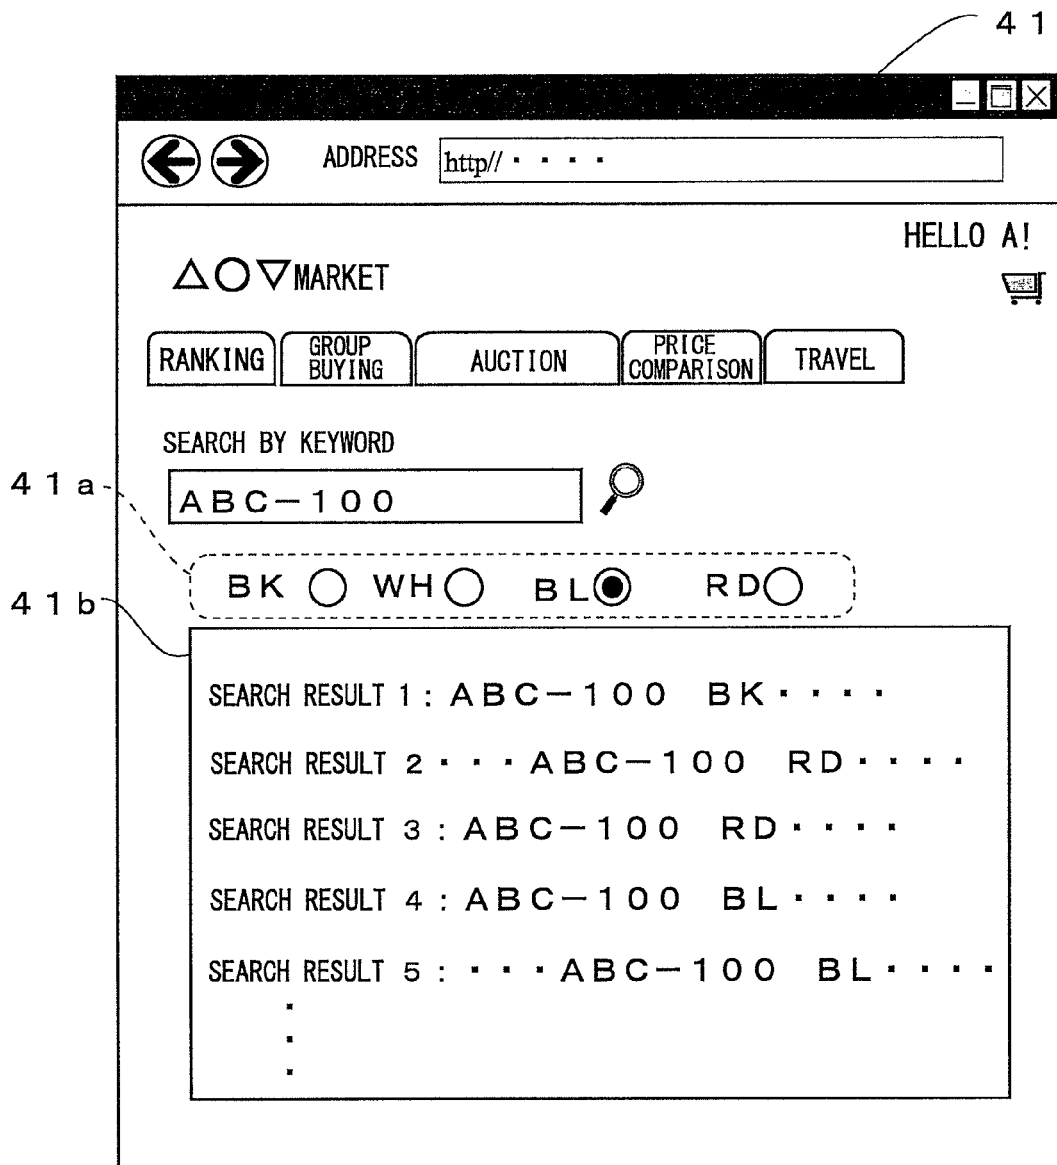 41
ADDRESS http//・・・・
HELLO A!
△○▽MARKET
RANKING
GROUP
BUYING
AUCTION
PRICE
COMPARISON
TRAVEL
SEARCH BY KEYWORD
41a
ABC-100
BK WH BL RD
41b
SEARCH RESULT 1:ABC-100 BK・・・・
SEARCH RESULT 2・・・ABC-100 RD・・・・
SEARCH RESULT 3:ABC-100 RD・・・・
SEARCH RESULT 4:ABC-100 BL・・・・
SEARCH RESULT 5:・・・ABC-100 BL・・・・